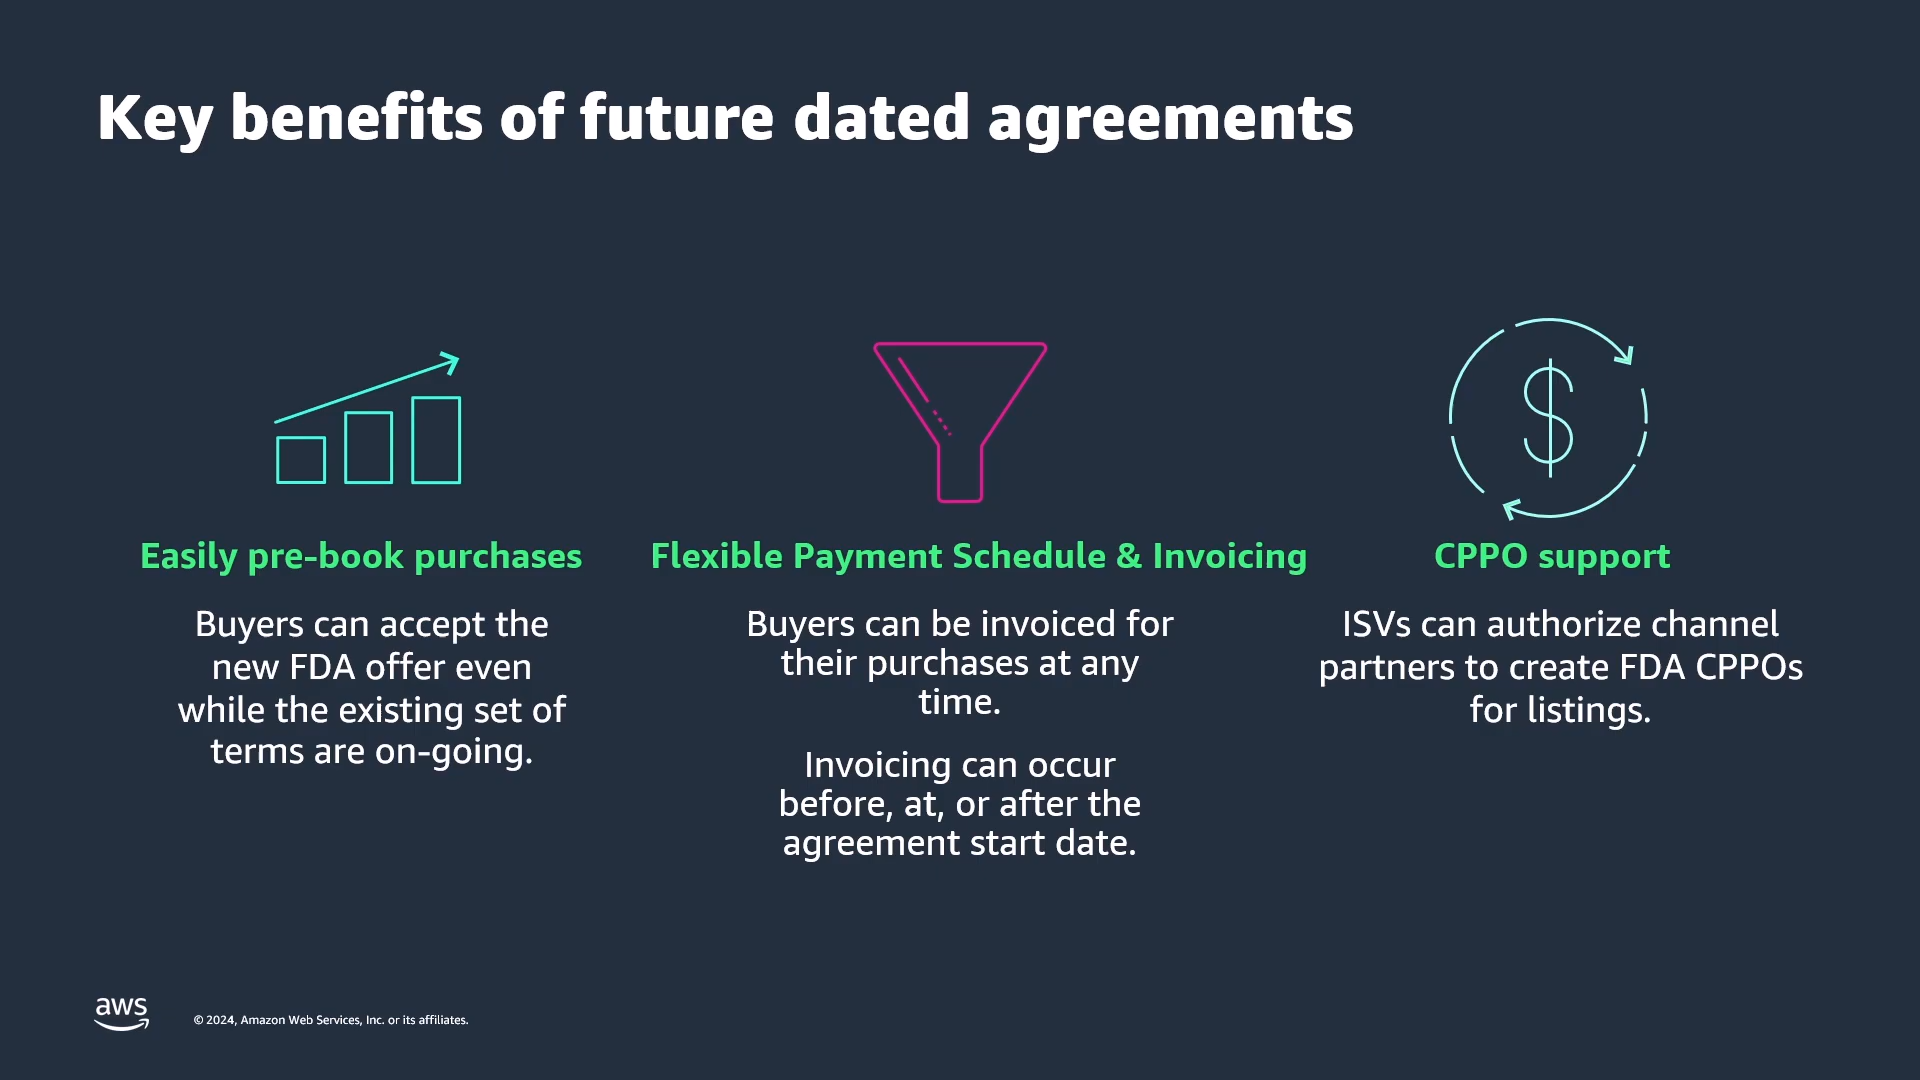 Key benefits of future dated agreements
Easily pre-book purchases
Buyers can accept the
new FDA offer even
while the existing set of
terms are on-going.
Flexible Payment Schedule & Invoicing
Buyers can be invoiced for
their purchases at any
time.
Invoicing can occur
before, at, or after the
agreement start date.
CPPO support
ISVs can authorize channel
partners to create FDA CPPOs
for listings.
aws
© 2024, Amazon Web Services, Inc. or its affiliates.